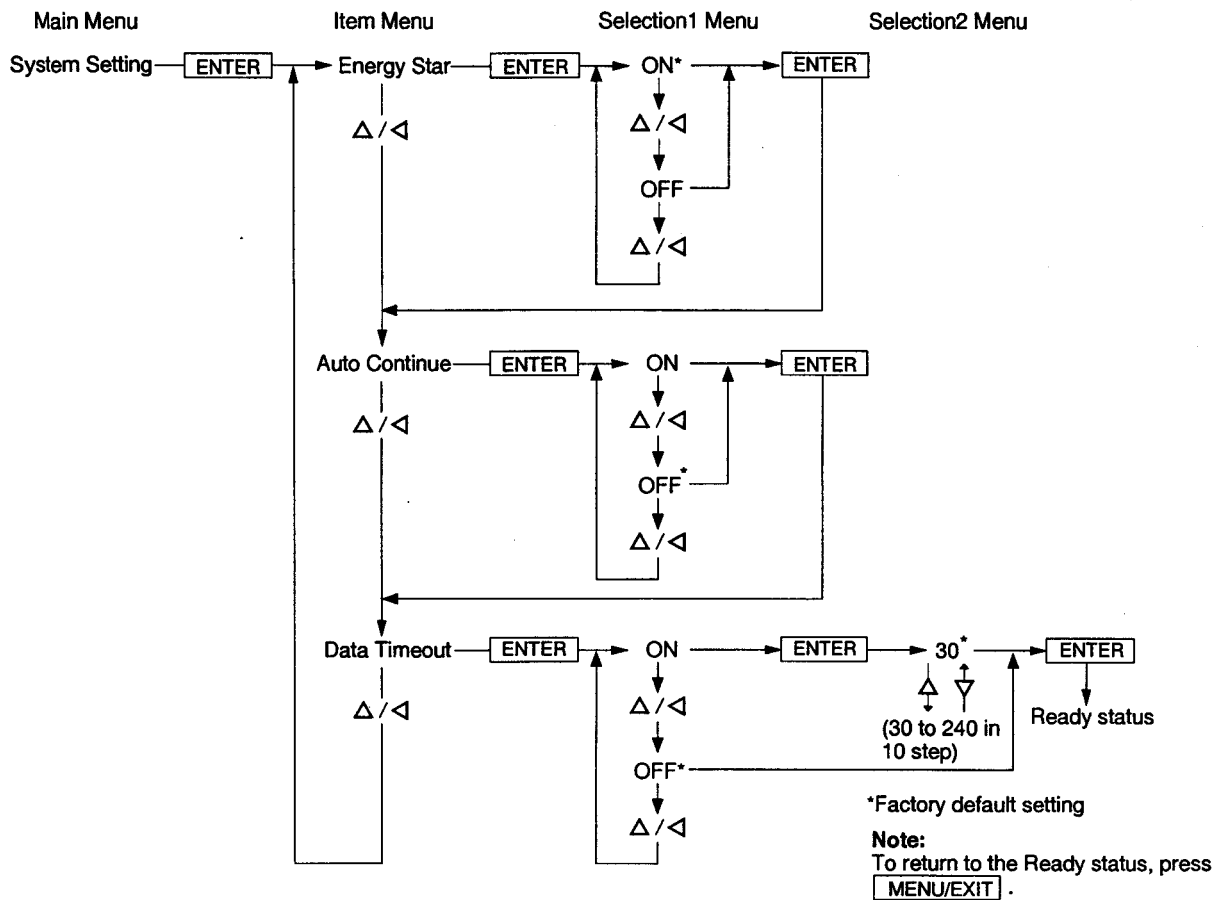 Main Menu Item Menu Selection1 Menu Selection2 Menu
System Setting ENTER Energy Star ENTER ON* ENTER
△ / ◁ △ / ◁
OFF
△ / ◁
Auto Continue ENTER ON ENTER
△ / ◁ △ / ◁
OFF*
△ / ◁
Data Timeout ENTER ON ENTER 30* ENTER
△ / ◁ △ / ◁ △ ▽ Ready status
(30 to 240 in
10 step)
OFF*
△ / ◁
*Factory default setting
Note:
To return to the Ready status, press
MENU/EXIT .